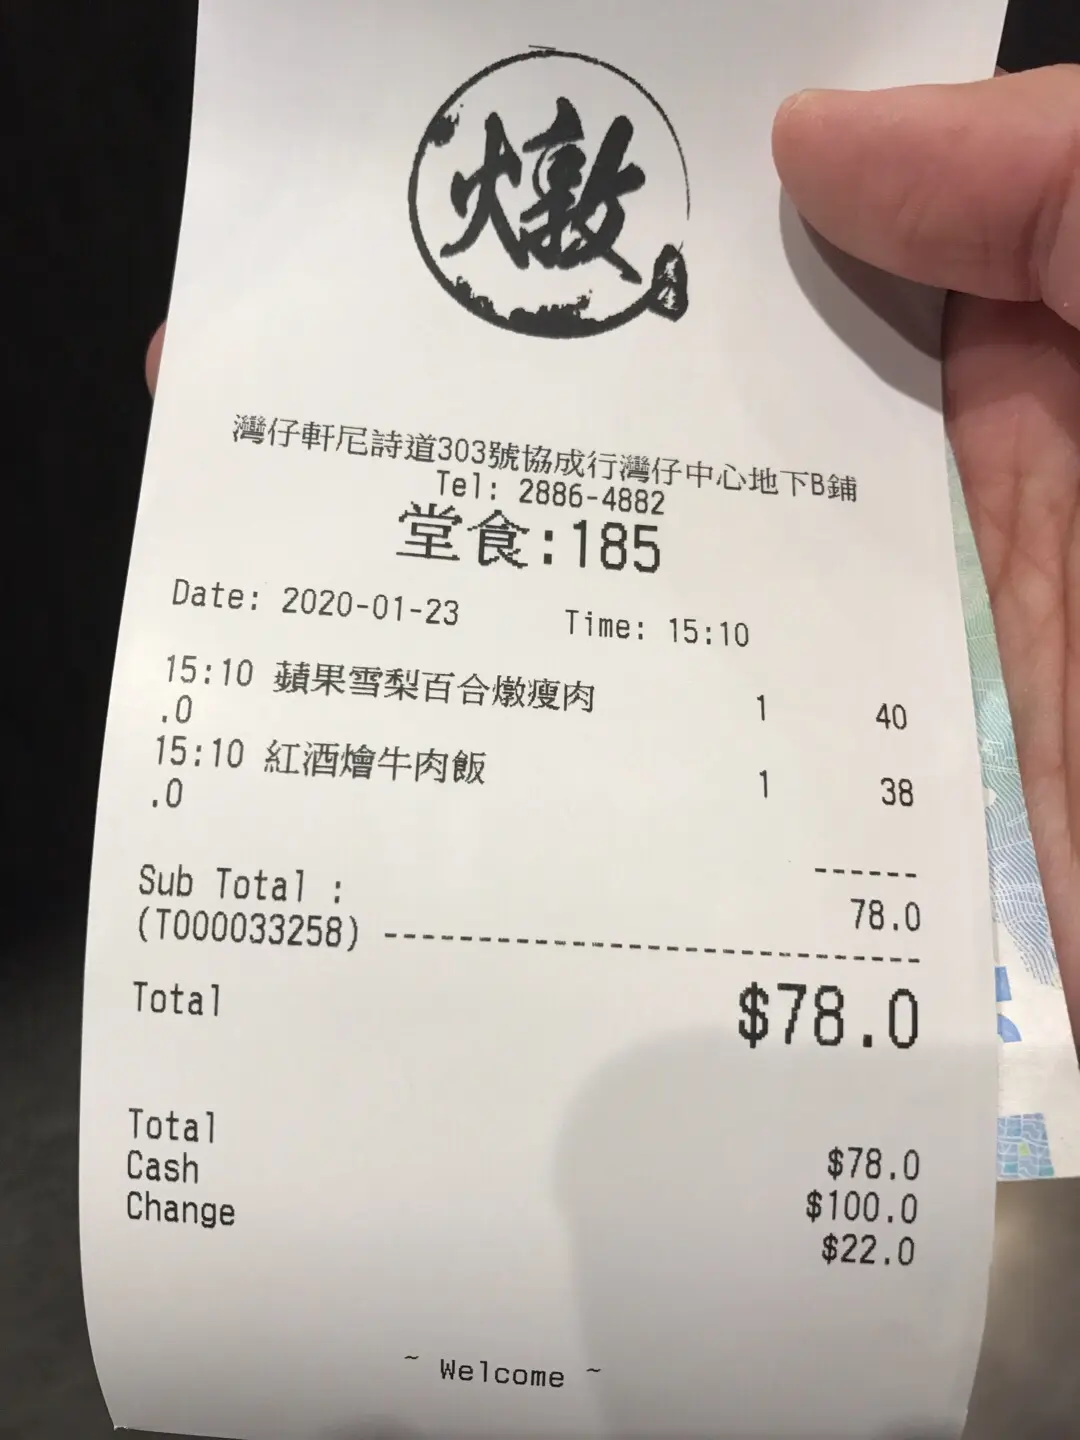 燉
灣仔軒尼詩道303號協成行灣仔中心地下B鋪
Tel: 2886-4882
堂食:185
Date: 2020-01-23 Time: 15:10
15:10 蘋果雪梨百合燉瘦肉 1 40
.0
15:10 紅酒燴牛肉飯 1 38
.0
------
Sub Total : 78.0
(T000033258) ----------------------------
Total $78.0
Total $78.0
Cash $100.0
Change $22.0
~ Welcome ~